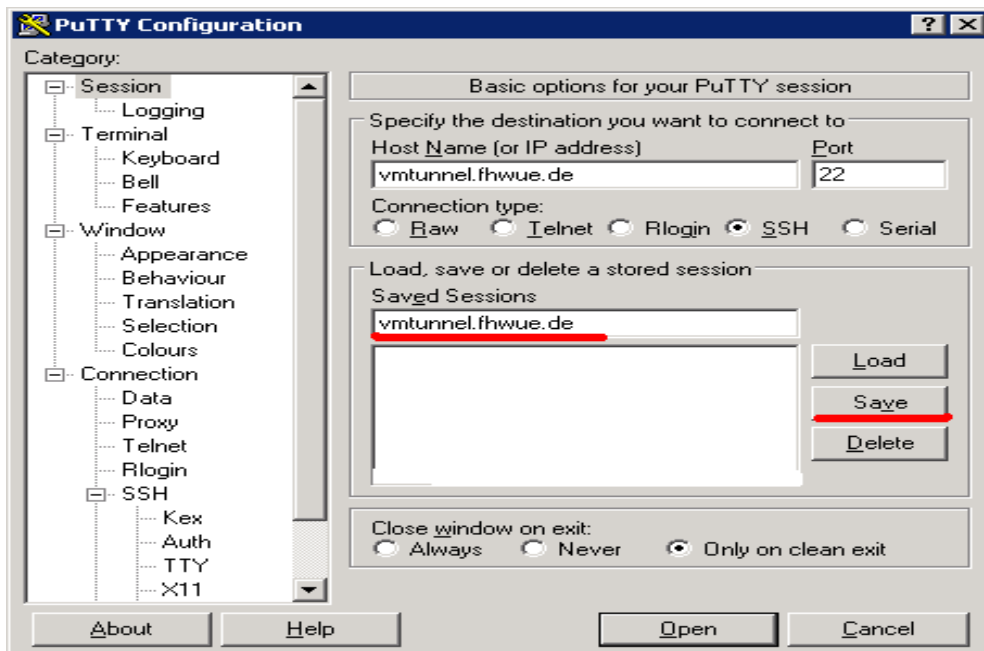 PuTTY Configuration
Category:
Session
Logging
Terminal
Keyboard
Bell
Features
Window
Appearance
Behaviour
Translation
Selection
Colours
Connection
Data
Proxy
Telnet
Rlogin
SSH
Kex
Auth
TTY
X11
Basic options for your PuTTY session
Specify the destination you want to connect to
Host Name (or IP address) Port
vmtunnel.fhwue.de 22
Connection type:
Raw Telnet Rlogin SSH Serial
Load, save or delete a stored session
Saved Sessions
vmtunnel.fhwue.de
Load
Save
Delete
Close window on exit:
Always Never Only on clean exit
About Help Open Cancel